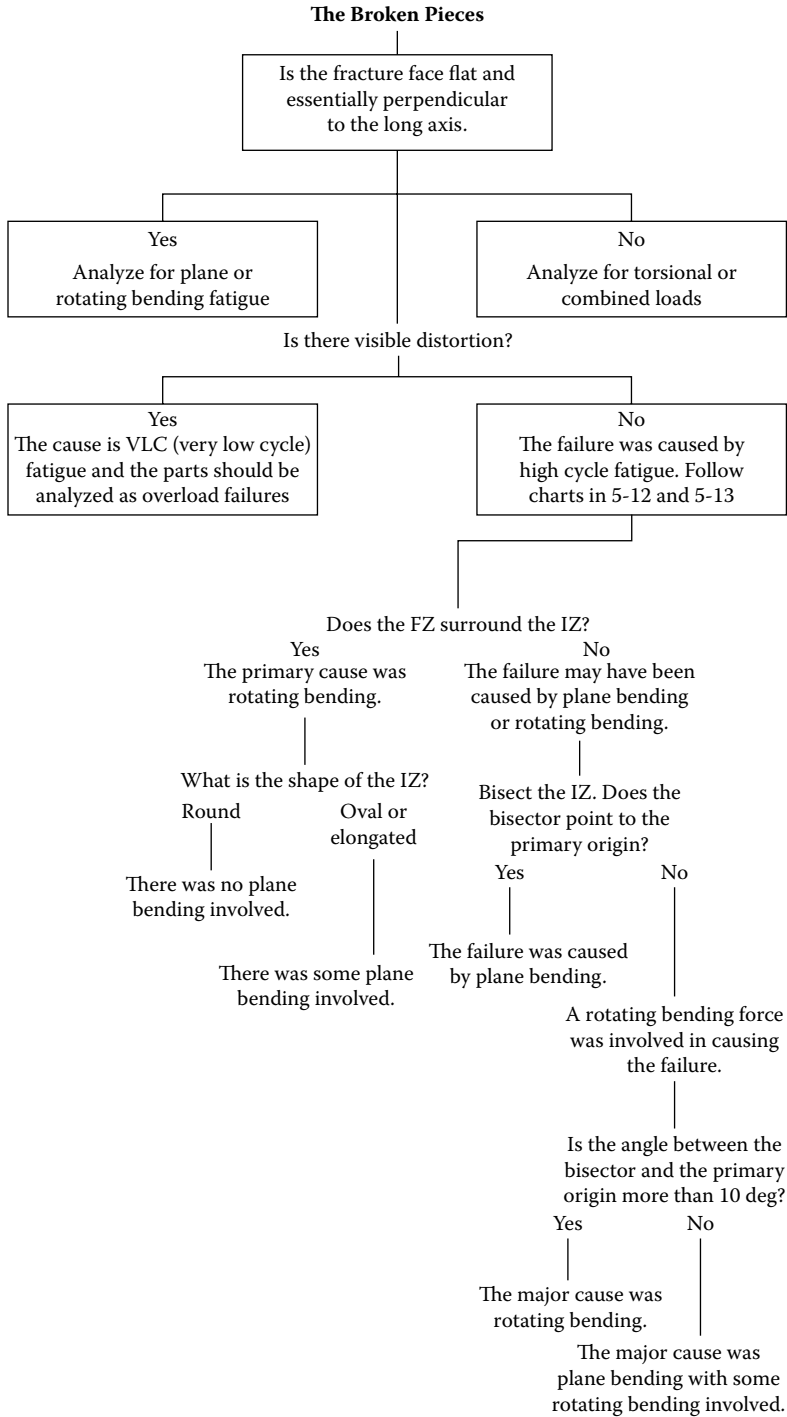 The Broken Pieces
Is the fracture face flat and
essentially perpendicular
to the long axis.
Yes
Analyze for plane or
rotating bending fatigue
No
Analyze for torsional or
combined loads
Is there visible distortion?
Yes
The cause is VLC (very low cycle)
fatigue and the parts should be
analyzed as overload failures
No
The failure was caused by
high cycle fatigue. Follow
charts in 5-12 and 5-13
Does the FZ surround the IZ?
Yes
The primary cause was
rotating bending.
What is the shape of the IZ?
Round
There was no plane
bending involved.
Oval or
elongated
There was some plane
bending involved.
No
The failure may have been
caused by plane bending
or rotating bending.
Bisect the IZ. Does the
bisector point to the
primary origin?
Yes
The failure was caused
by plane bending.
No
A rotating bending force
was involved in causing
the failure.
Is the angle between the
bisector and the primary
origin more than 10 deg?
Yes
The major cause was
rotating bending.
No
The major cause was
plane bending with some
rotating bending involved.